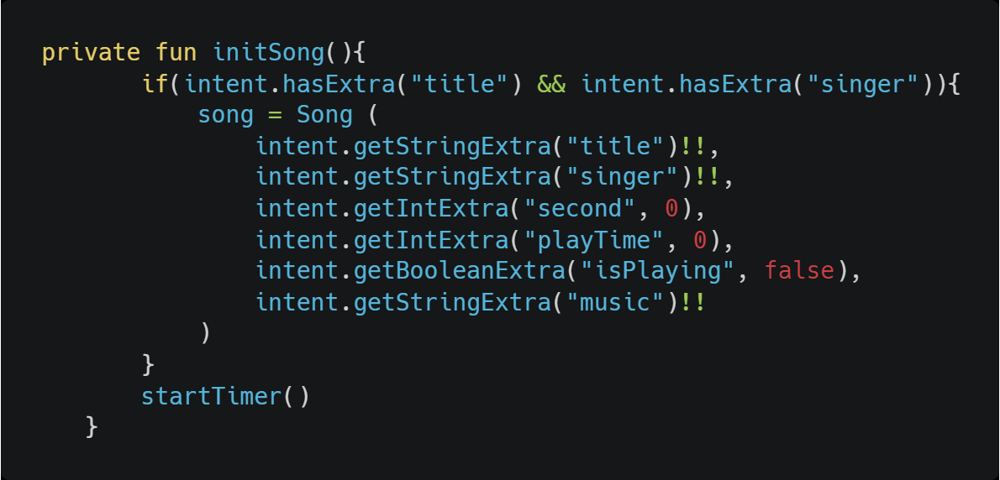 private fun initSong(){
       if(intent.hasExtra("title") && intent.hasExtra("singer")){
           song = Song (
               intent.getStringExtra("title")!!,
               intent.getStringExtra("singer")!!,
               intent.getIntExtra("second", 0),
               intent.getIntExtra("playTime", 0),
               intent.getBooleanExtra("isPlaying", false),
               intent.getStringExtra("music")!!
           )
       }
       startTimer()
   }